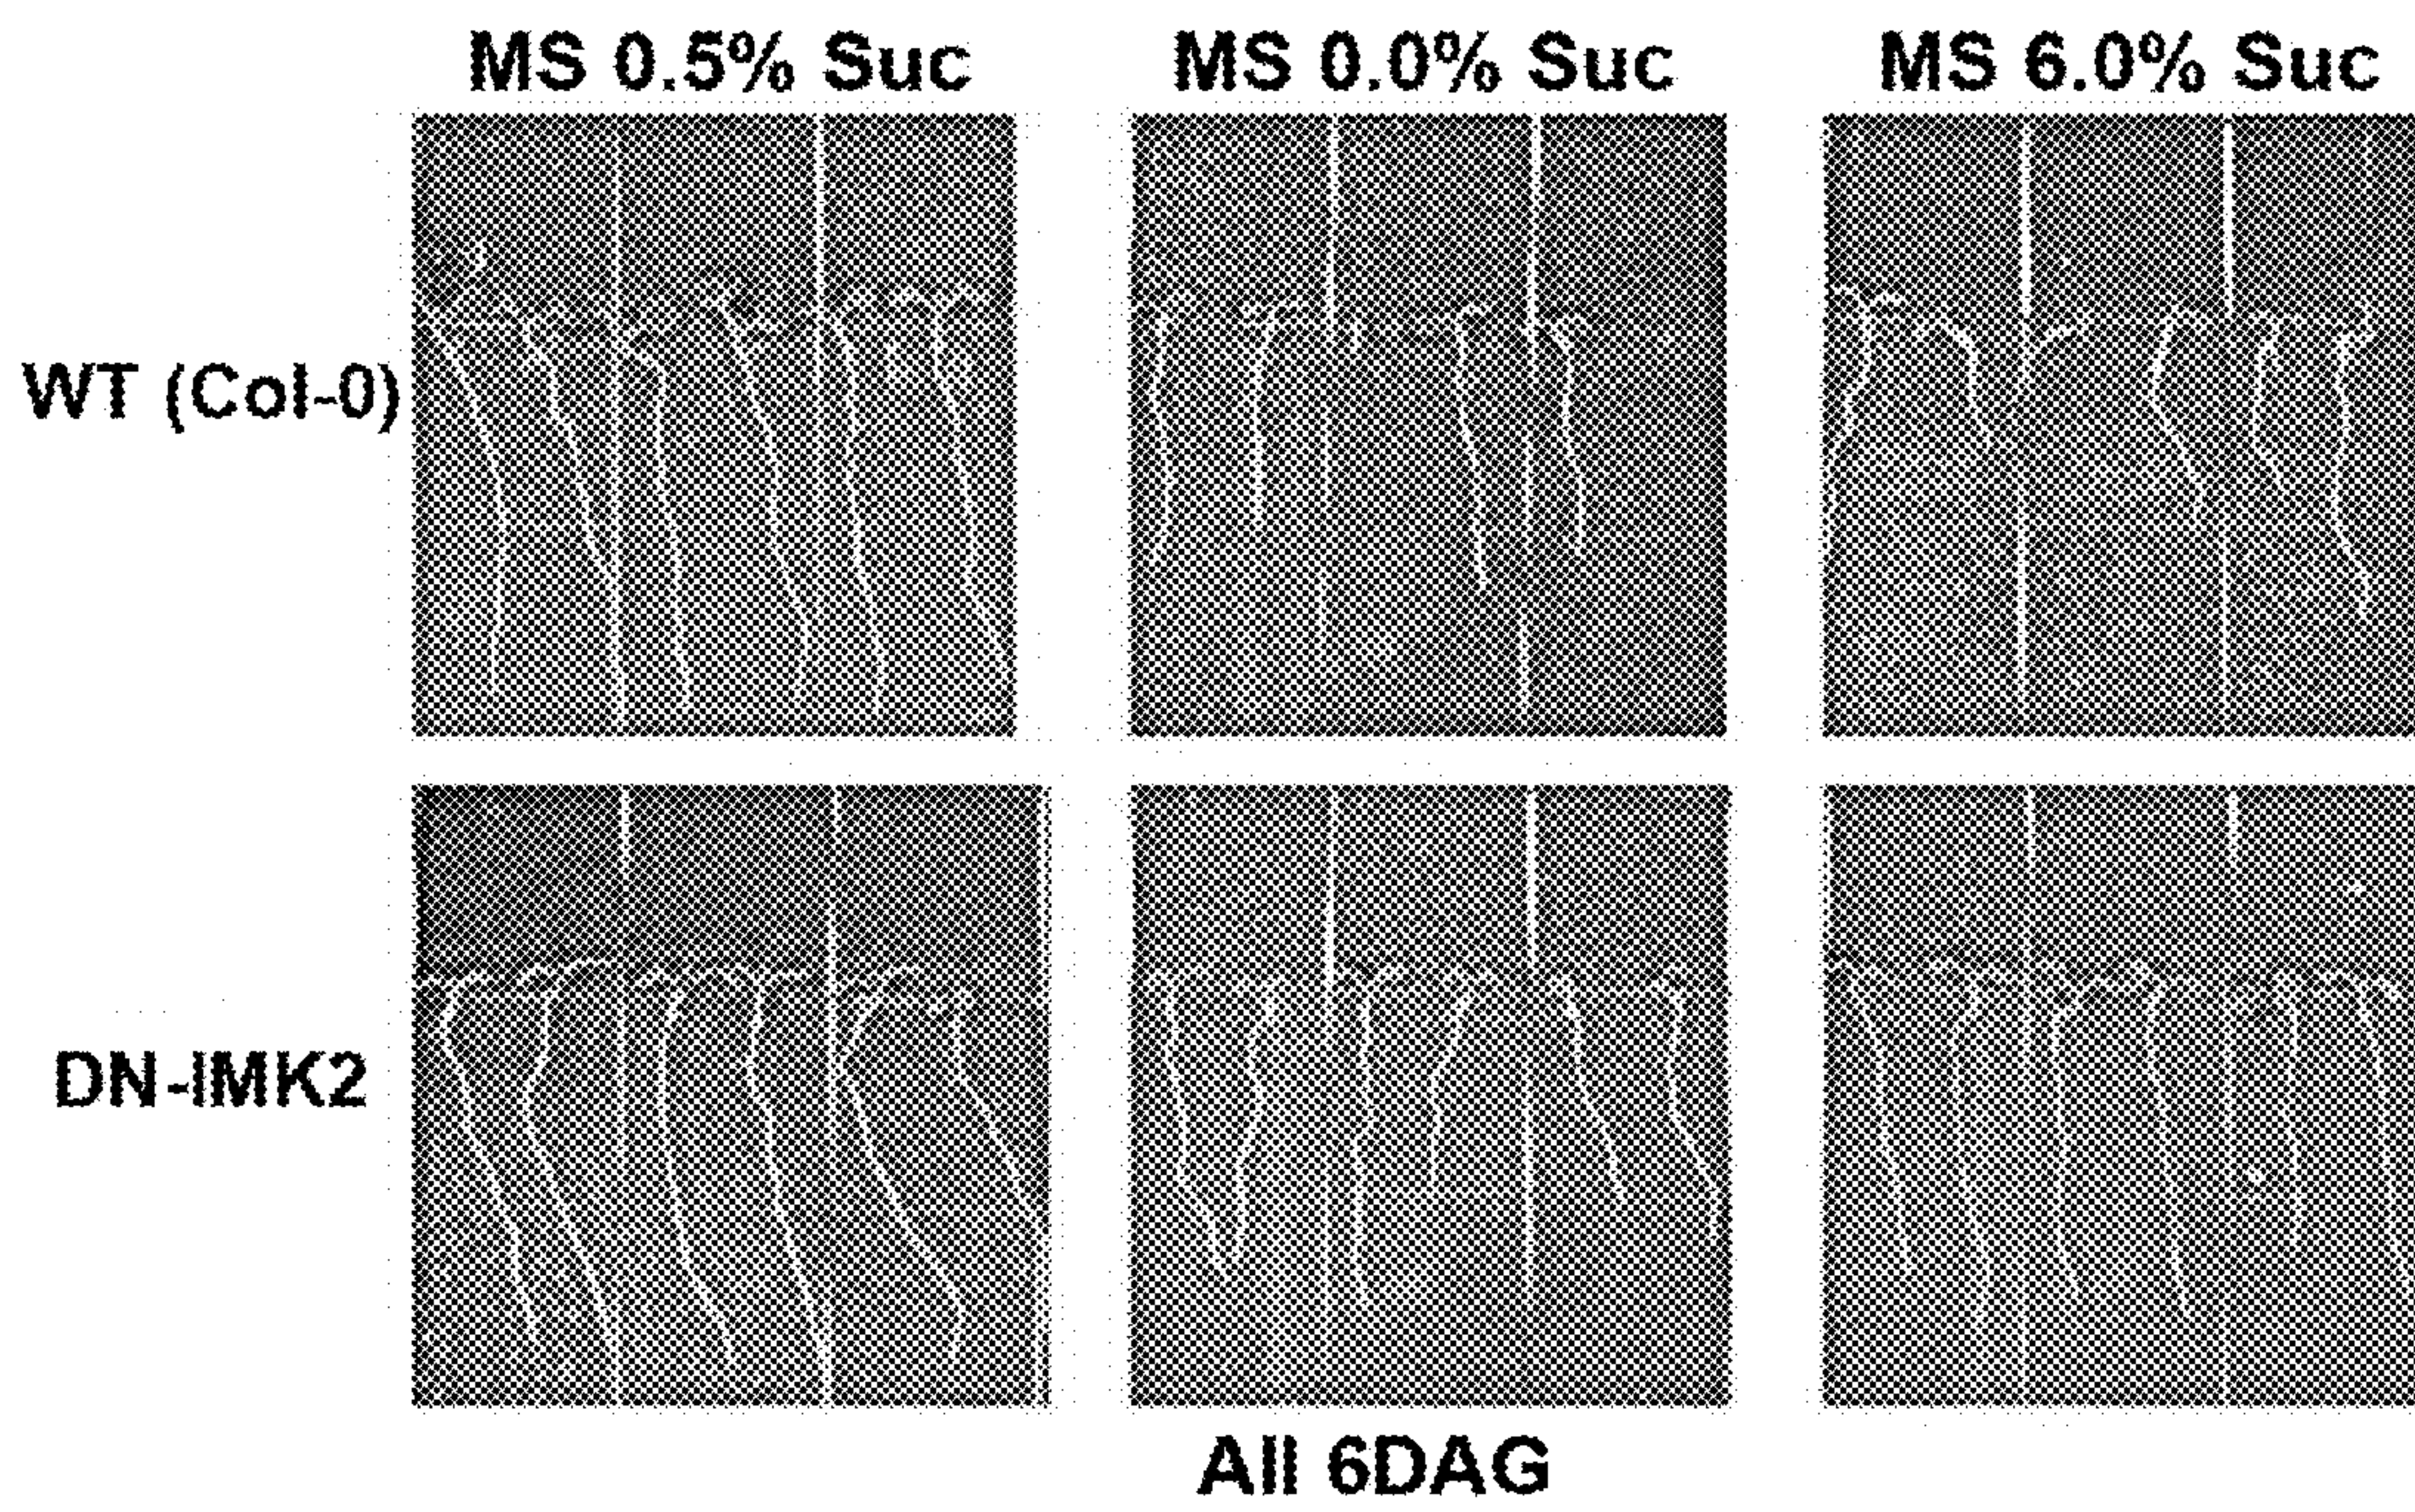 MS 0.5% Suc
MS 0.0% Suc
MS 6.0% Suc
WT (Col-0)
DN-IMK2
All 6DAG